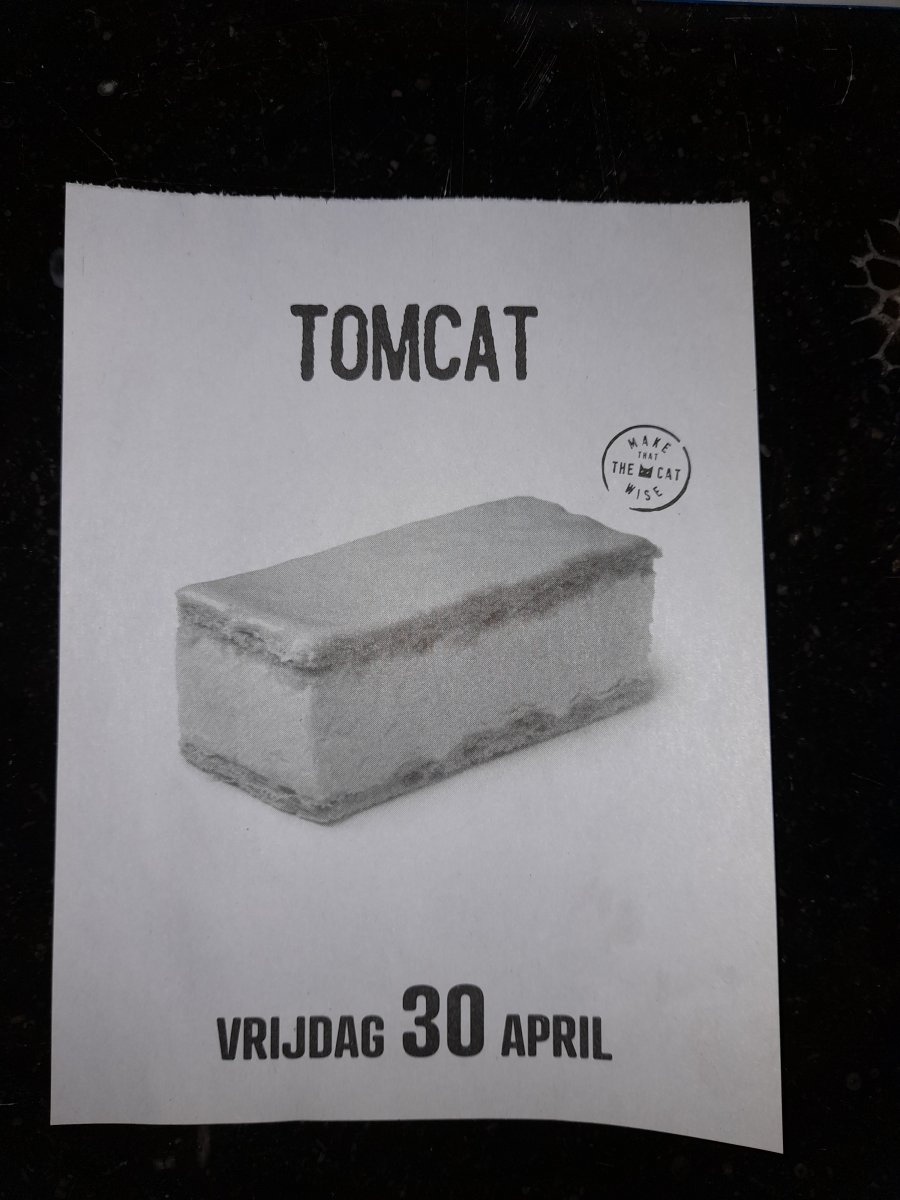 TOMCAT
MAKE
THAT
THE CAT
WISE
VRIJDAG 30 APRIL